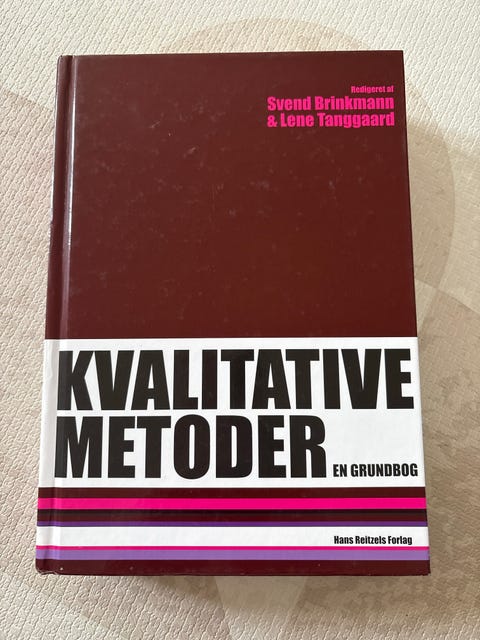 Redigeret af
Svend Brinkmann
& Lene Tanggaard
KVALITATIVE
METODER
EN GRUNDBOG
Hans Reitzels Forlag